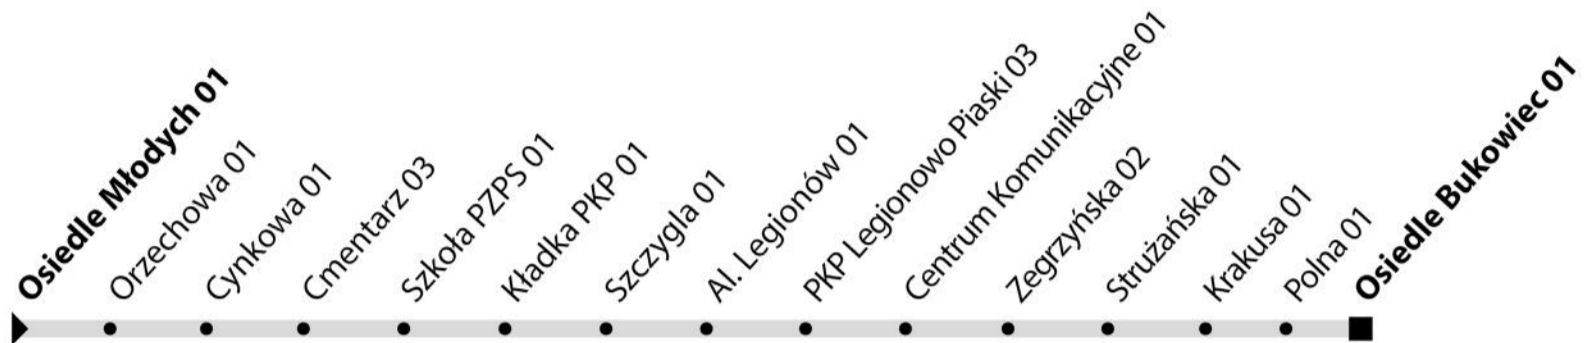 Osiedle Młodych 01
Orzechowa 01
Cynkowa 01
Cmentarz 03
Szkoła PZPS 01
Kładka PKP 01
Szczygla 01
Al. Legionów 01
PKP Legionowo Piaski 03
Centrum Komunikacyjne 01
Zegrzyńska 02
Strużańska 01
Krakusa 01
Polna 01
Osiedle Bukowiec 01